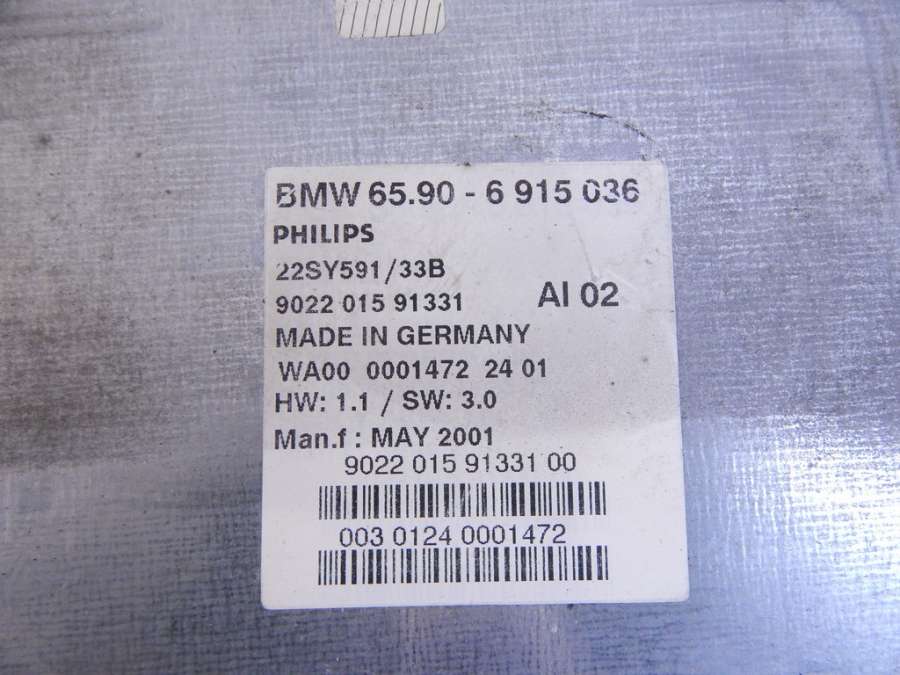 BMW 65.90 - 6 915 036
PHILIPS
22SY591/33B
9022 015 91331 AI 02
MADE IN GERMANY
WA00 0001472 24 01
HW: 1.1 / SW: 3.0
Man.f : MAY 2001
9022 015 91331 00
003 0124 0001472